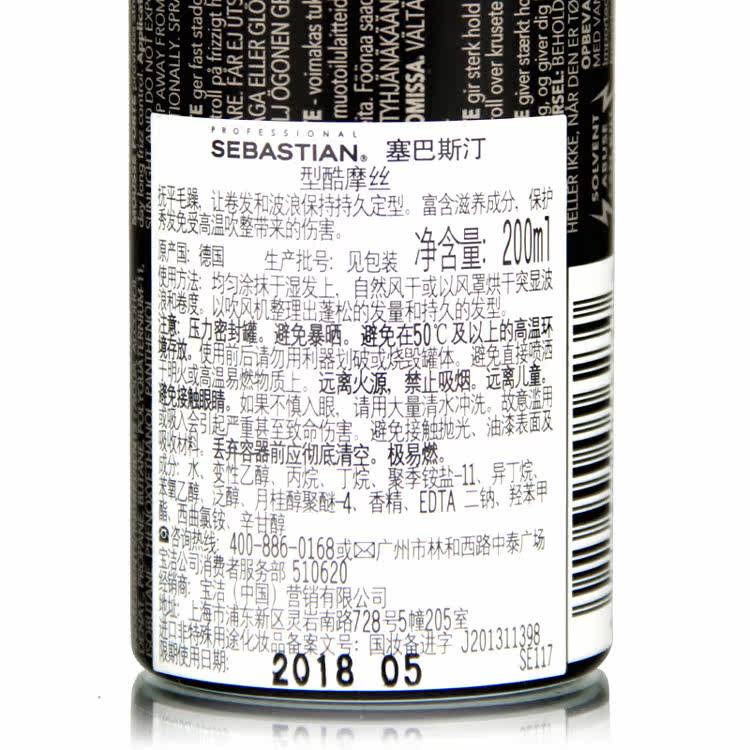 PROFESSIONAL
SEBASTIAN® 塞巴斯汀
型酷摩丝
抚平毛躁，让卷发和波浪保持持久定型。富含滋养成分，保护
秀发免受高温吹整带来的伤害。
原产国：德国 生产批号：见包装 净含量：200ml
使用方法：均匀涂抹于湿发上，自然风干或以风罩烘干突显波
浪和卷度。以吹风机整理出蓬松的发量和持久的发型。
注意：压力密封罐。避免暴晒。避免在50℃及以上的高温环
境存放。使用前后请勿用利器划破或烧毁罐体。避免直接喷洒
于明火或高温易燃物质上。远离火源，禁止吸烟。远离儿童。
避免接触眼睛。如果不慎入眼，请用大量清水冲洗。故意滥用
或吸入会引起严重甚至致命伤害。避免接触抛光、油漆表面及
吸收材料。丢弃容器前应彻底清空。极易燃。
成分：水、变性乙醇、丙烷、丁烷、聚季铵盐-11、异丁烷、
苯氧乙醇、泛醇、月桂醇聚醚-4、香精、EDTA 二钠、羟苯甲
酯、西曲氯铵、辛甘醇
咨询热线：400-886-0168或广州市林和西路中泰广场
宝洁公司消费者服务部 510620
经销商：宝洁（中国）营销有限公司
地址：上海市浦东新区灵岩南路728号5幢205室
进口非特殊用途化妆品备案文号：国妆备进字 J201311398
限期使用日期： 2018 05 SE117
SOLVENT
ABUSE
HELLER IKKE, NÅR DEN ER TØ